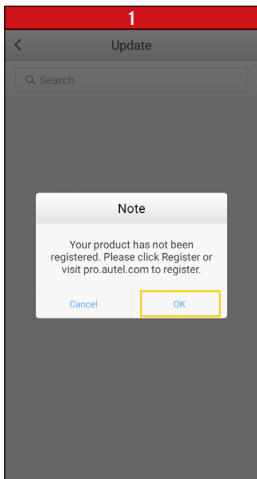 1
Update
Search
Note
Your product has not been
registered. Please click Register or
visit pro.autel.com to register.
Cancel
OK